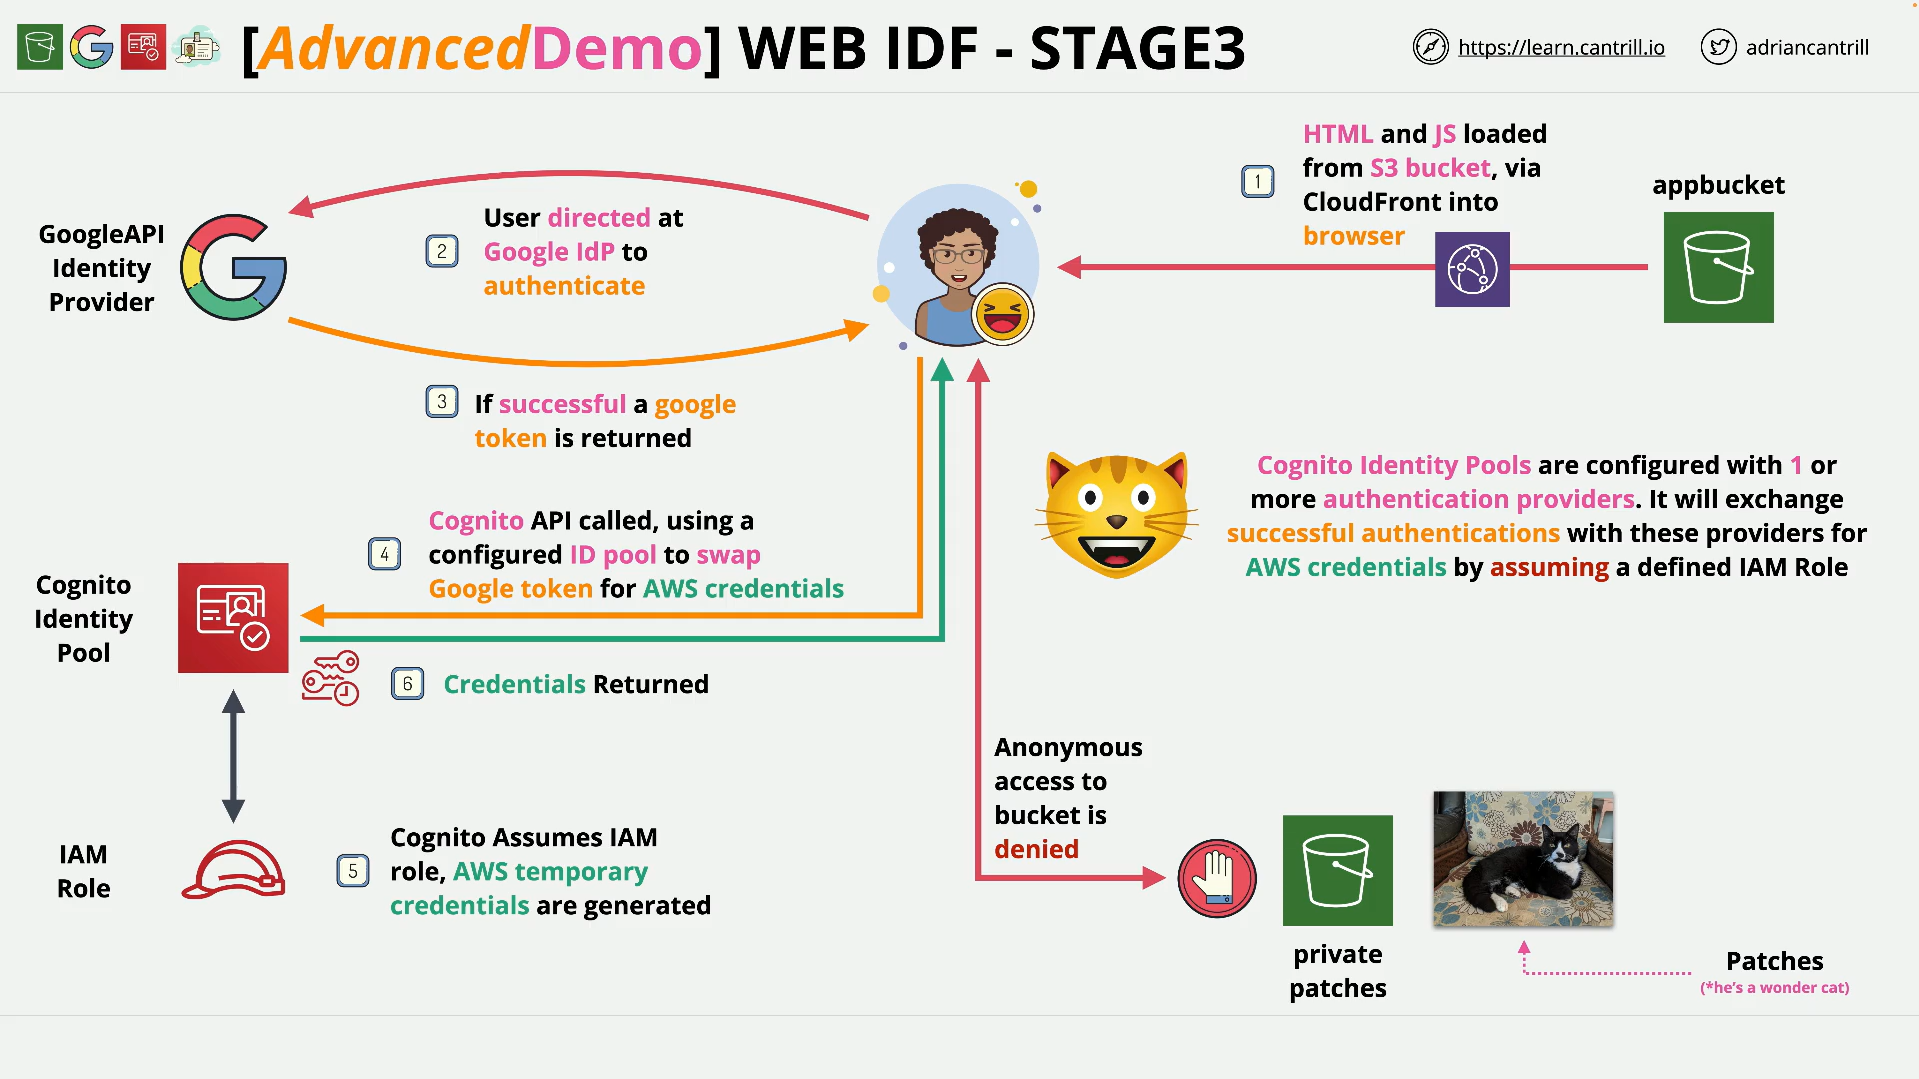 [AdvancedDemo] WEB IDF - STAGE3
https://learn.cantrill.io
adriancantrill
1
HTML and JS loaded
from S3 bucket, via
CloudFront into
browser
appbucket
GoogleAPI
Identity
Provider
2
User directed at
Google IdP to
authenticate
3
If successful a google
token is returned
Cognito Identity Pools are configured with 1 or
more authentication providers. It will exchange
successful authentications with these providers for
AWS credentials by assuming a defined IAM Role
4
Cognito API called, using a
configured ID pool to swap
Google token for AWS credentials
Cognito
Identity
Pool
6
Credentials Returned
Anonymous
access to
bucket is
denied
IAM
Role
5
Cognito Assumes IAM
role, AWS temporary
credentials are generated
private
patches
Patches
(*he's a wonder cat)